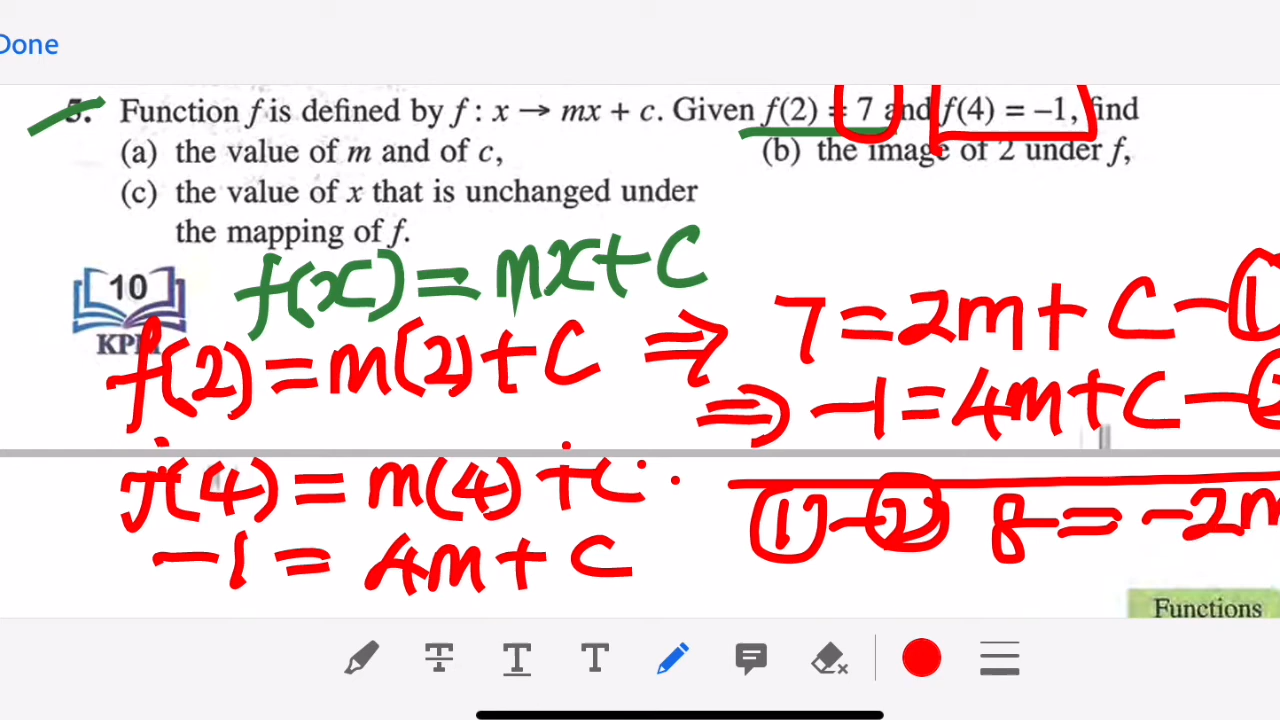 Done
5. Function f is defined by f : x → mx + c. Given f(2) = 7 and f(4) = −1, find
(a) the value of m and of c,
(b) the image of 2 under f,
(c) the value of x that is unchanged under
the mapping of f.
10
KPM
f(x) = mx + C
f(2) = m(2) + C ⇒ 7 = 2m + C — ①
⇒ −1 = 4m + C — ②
f(4) = m(4) + C
① − ② 8 = −2m
−1 = 4m + C
Functions
T T T